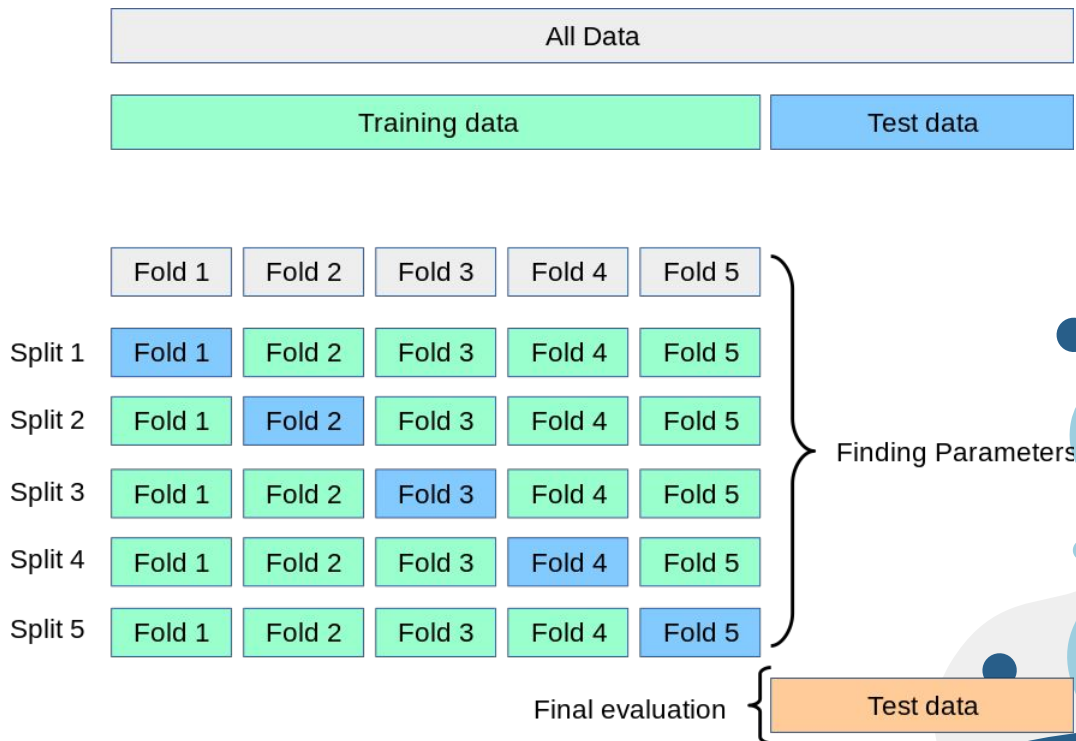 All Data
Training data Test data
Fold 1 Fold 2 Fold 3 Fold 4 Fold 5
Split 1 Fold 1 Fold 2 Fold 3 Fold 4 Fold 5
Split 2 Fold 1 Fold 2 Fold 3 Fold 4 Fold 5
Finding Parameters
Split 3 Fold 1 Fold 2 Fold 3 Fold 4 Fold 5
Split 4 Fold 1 Fold 2 Fold 3 Fold 4 Fold 5
Split 5 Fold 1 Fold 2 Fold 3 Fold 4 Fold 5
Final evaluation Test data